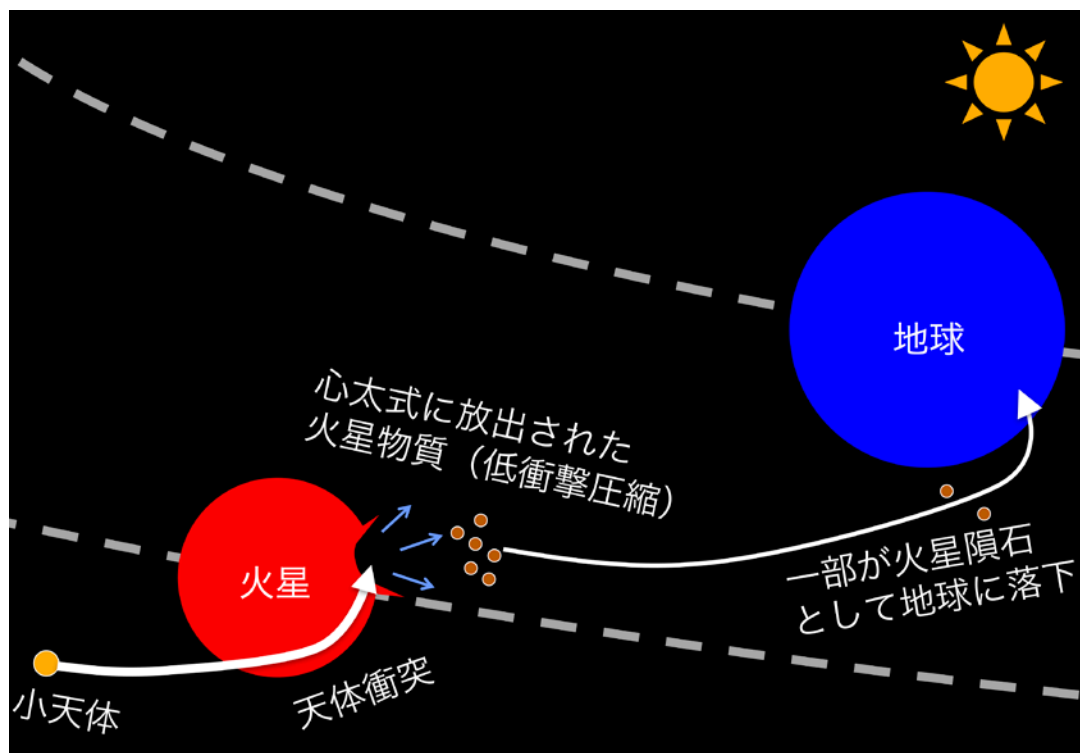 地球
心太式に放出された
火星物質（低衝撃圧縮）
火星
一部が火星隕石
として地球に落下
天体衝突
小天体